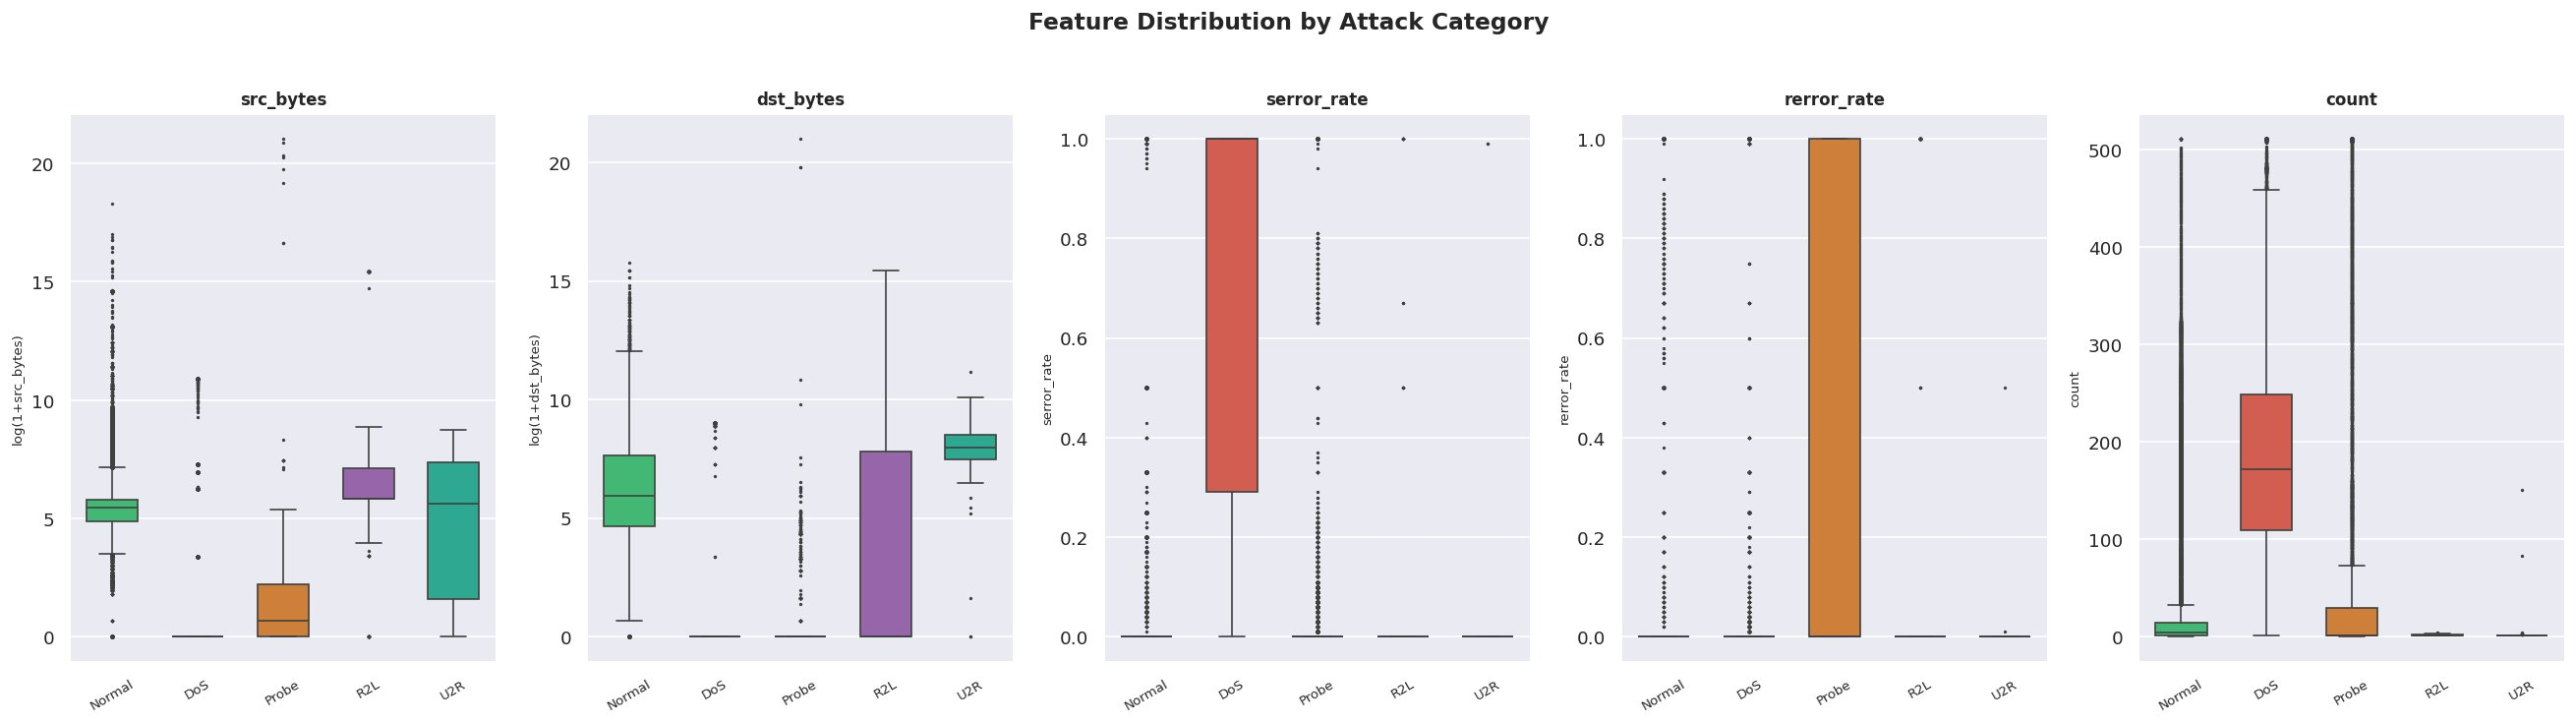 Feature Distribution by Attack Category
src_bytes
log(1+src_bytes)
20
15
10
5
0
Normal
DoS
Probe
R2L
U2R
dst_bytes
log(1+dst_bytes)
20
15
10
5
0
Normal
DoS
Probe
R2L
U2R
serror_rate
serror_rate
1.0
0.8
0.6
0.4
0.2
0.0
Normal
DoS
Probe
R2L
U2R
rerror_rate
rerror_rate
1.0
0.8
0.6
0.4
0.2
0.0
Normal
DoS
Probe
R2L
U2R
count
count
500
400
300
200
100
0
Normal
DoS
Probe
R2L
U2R